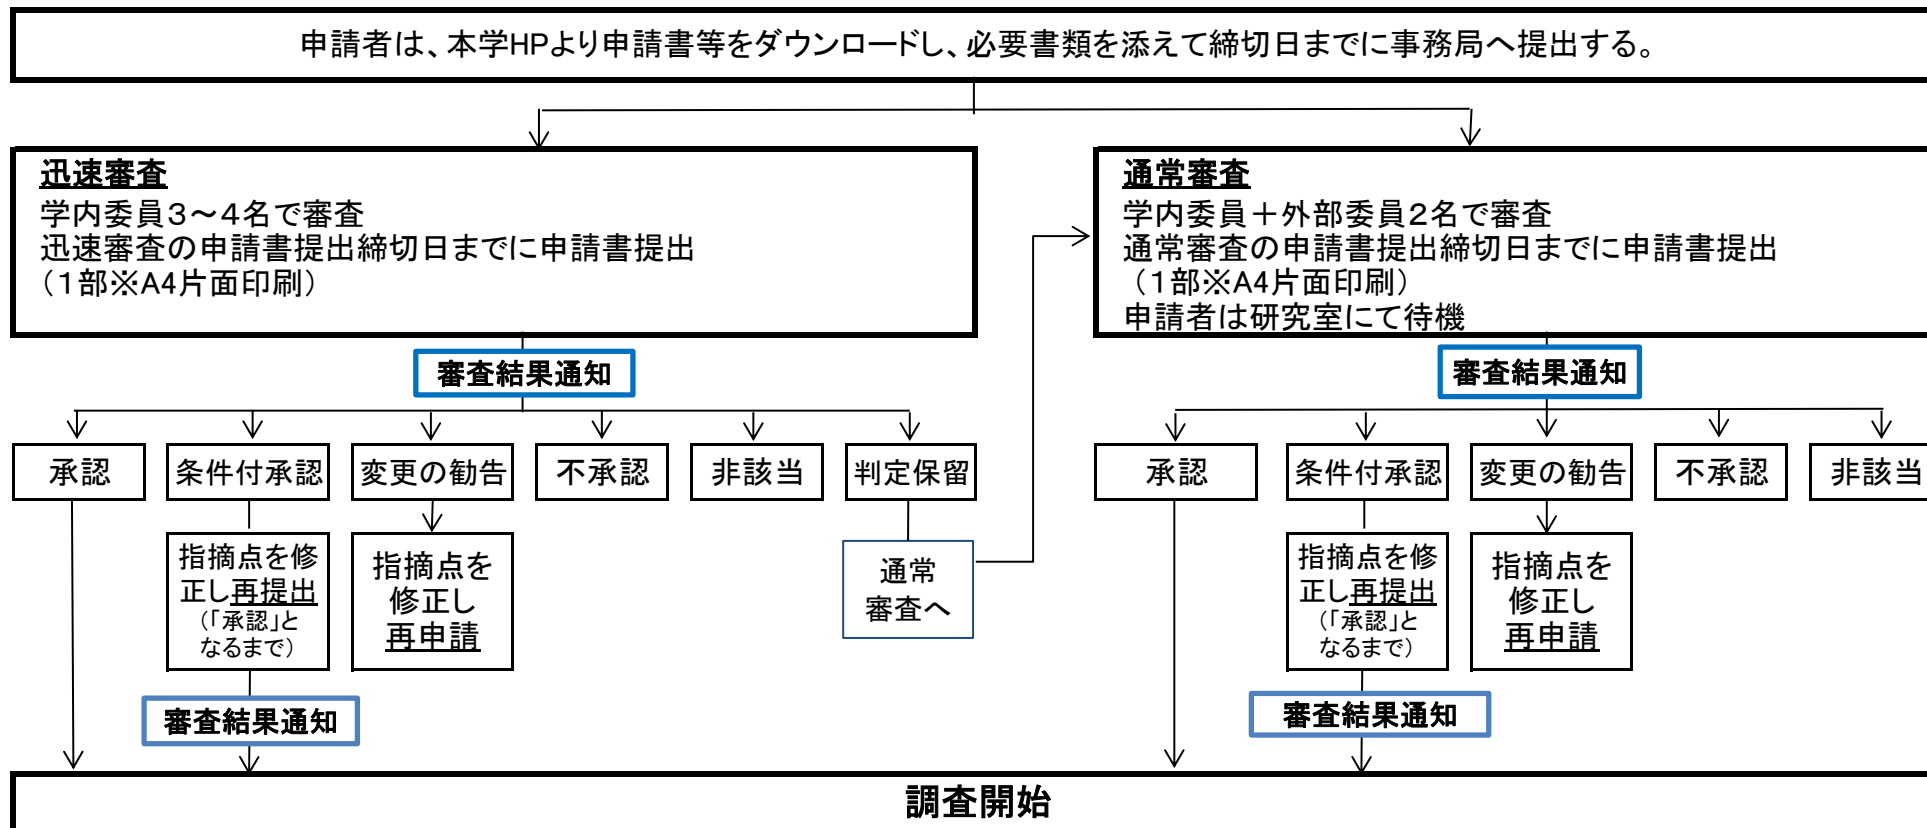 申請者は、本学HPより申請書等をダウンロードし、必要書類を添えて締切日までに事務局へ提出する。
迅速審査
学内委員３～４名で審査
迅速審査の申請書提出締切日までに申請書提出
（１部※A4片面印刷）
通常審査
学内委員＋外部委員２名で審査
通常審査の申請書提出締切日までに申請書提出
（１部※A4片面印刷）
申請者は研究室にて待機
審査結果通知
審査結果通知
承認
条件付承認
変更の勧告
不承認
非該当
判定保留
承認
条件付承認
変更の勧告
不承認
非該当
指摘点を修
正し再提出
（「承認」と
なるまで）
指摘点を
修正し
再申請
通常
審査へ
指摘点を修
正し再提出
（「承認」と
なるまで）
指摘点を
修正し
再申請
審査結果通知
審査結果通知
調査開始